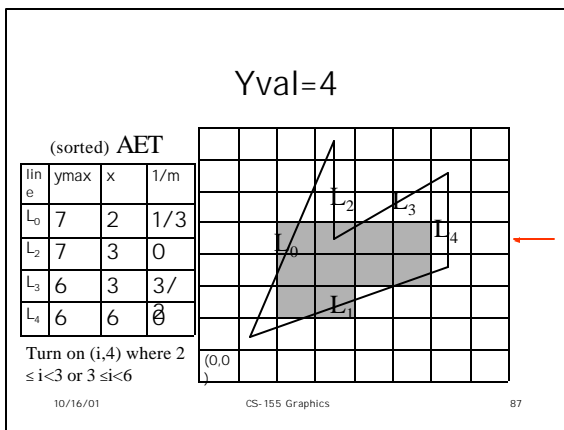 Yval=4
(sorted) AET
lin
e ymax x 1/m
L0 7 2 1/3
L2 7 3 0
L3 6 3 3/
2
L4 6 6 0
Turn on (i,4) where 2
≤ i<3 or 3 ≤i<6
L2
L3
L4
L0
L1
(0,0
)
10/16/01 CS-155 Graphics 87